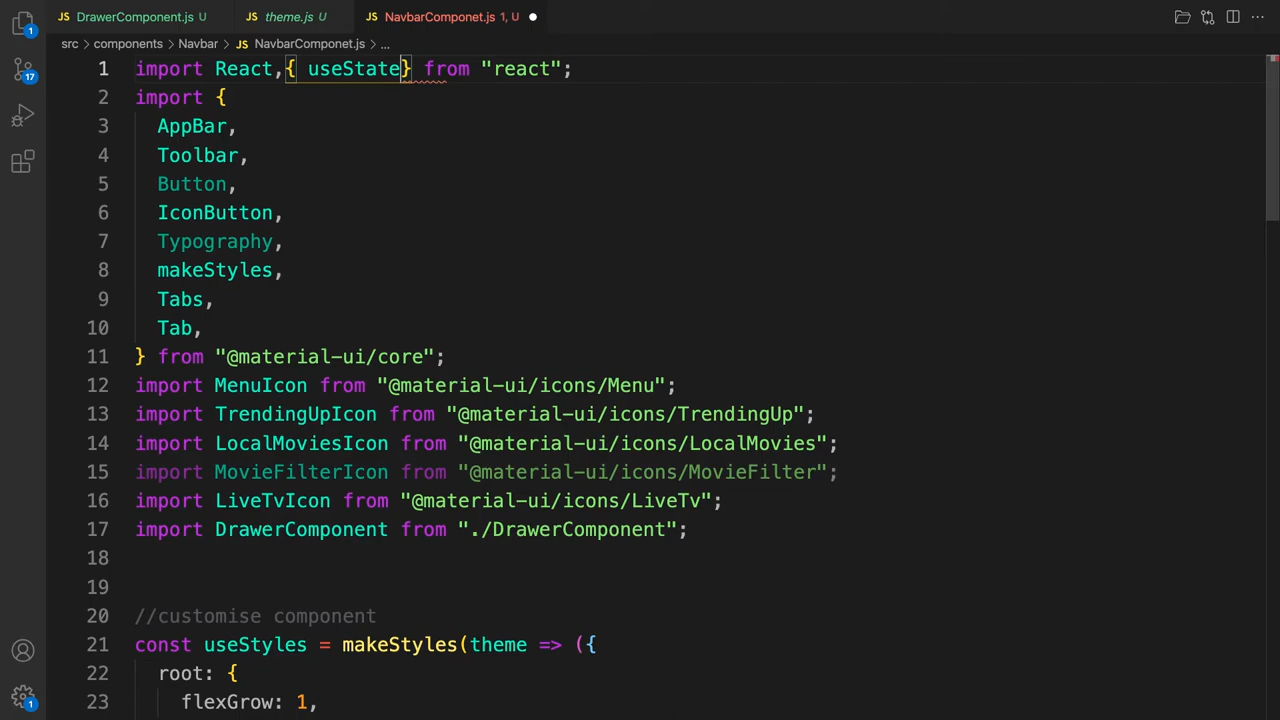 DrawerComponent.js U
theme.js U
NavbarComponet.js 1, U
src > components > Navbar > NavbarComponet.js > ...
1 import React,{ useState} from "react";
2 import {
3 AppBar,
4 Toolbar,
5 Button,
6 IconButton,
7 Typography,
8 makeStyles,
9 Tabs,
10 Tab,
11 } from "@material-ui/core";
12 import MenuIcon from "@material-ui/icons/Menu";
13 import TrendingUpIcon from "@material-ui/icons/TrendingUp";
14 import LocalMoviesIcon from "@material-ui/icons/LocalMovies";
15 import MovieFilterIcon from "@material-ui/icons/MovieFilter";
16 import LiveTvIcon from "@material-ui/icons/LiveTv";
17 import DrawerComponent from "./DrawerComponent";
18
19
20 //customise component
21 const useStyles = makeStyles(theme => ({
22 root: {
23 flexGrow: 1,
1
17
1